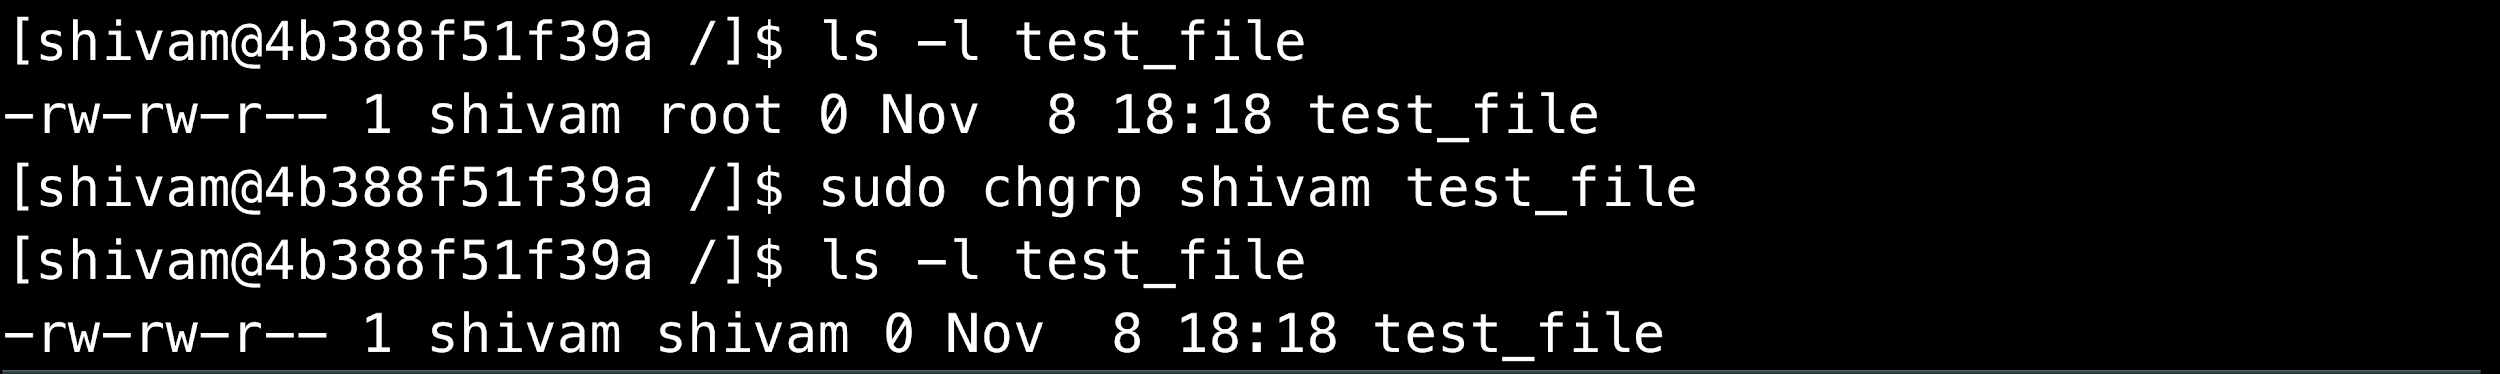 [shivam@4b388f51f39a /]$ ls -l test_file
-rw-rw-r-- 1 shivam root 0 Nov  8 18:18 test_file
[shivam@4b388f51f39a /]$ sudo chgrp shivam test_file
[shivam@4b388f51f39a /]$ ls -l test_file
-rw-rw-r-- 1 shivam shivam 0 Nov  8 18:18 test_file